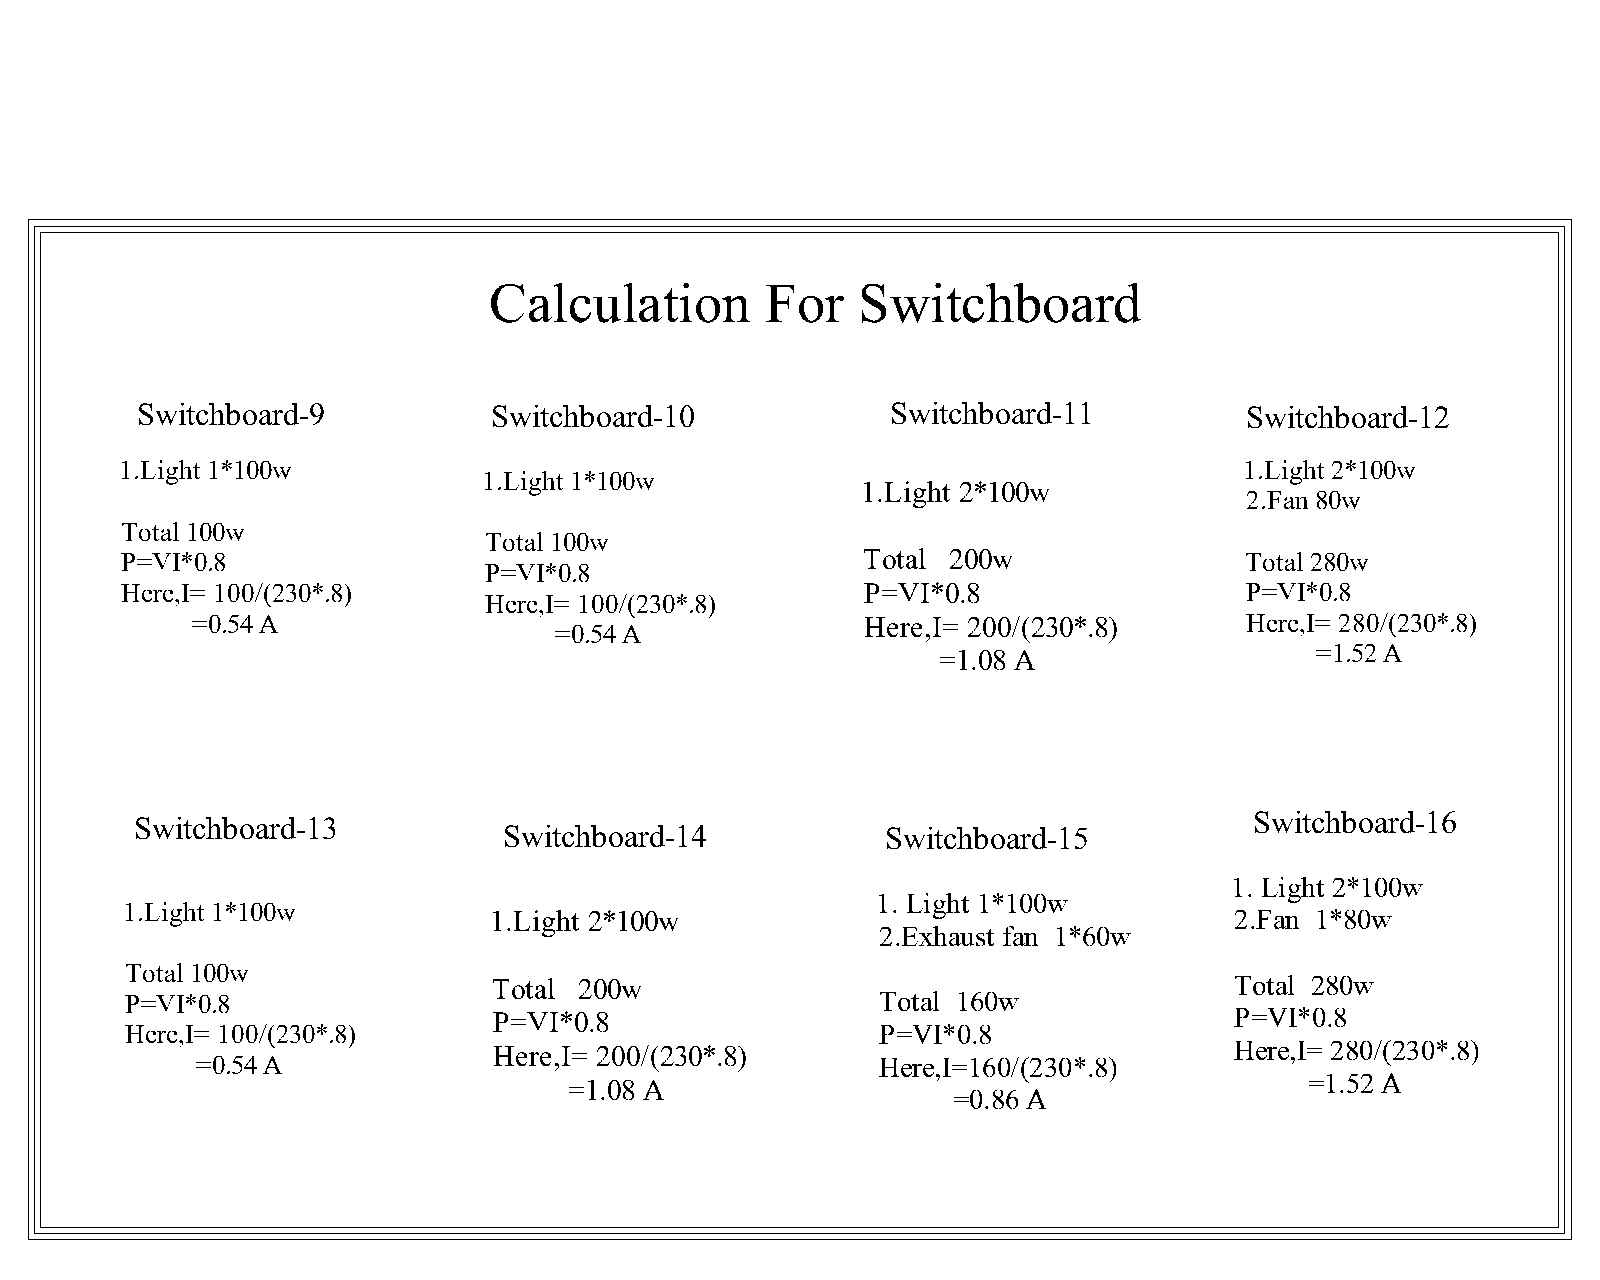 Calculation For Switchboard
Switchboard-9
1.Light 1*100w
Total 100w
P=VI*0.8
Here,I= 100/(230*.8)
=0.54 A
Switchboard-10
1.Light 1*100w
Total 100w
P=VI*0.8
Here,I= 100/(230*.8)
=0.54 A
Switchboard-11
1.Light 2*100w
Total 200w
P=VI*0.8
Here,I= 200/(230*.8)
=1.08 A
Switchboard-12
1.Light 2*100w
2.Fan 80w
Total 280w
P=VI*0.8
Here,I= 280/(230*.8)
=1.52 A
Switchboard-13
1.Light 1*100w
Total 100w
P=VI*0.8
Here,I= 100/(230*.8)
=0.54 A
Switchboard-14
1.Light 2*100w
Total 200w
P=VI*0.8
Here,I= 200/(230*.8)
=1.08 A
Switchboard-15
1. Light 1*100w
2.Exhaust fan 1*60w
Total 160w
P=VI*0.8
Here,I=160/(230*.8)
=0.86 A
Switchboard-16
1. Light 2*100w
2.Fan 1*80w
Total 280w
P=VI*0.8
Here,I= 280/(230*.8)
=1.52 A